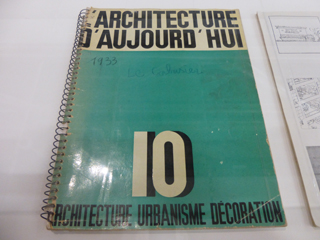 L'ARCHITECTURE
D'AUJOURD'HUI
1933
10
ARCHITECTURE URBANISME DÉCORATION